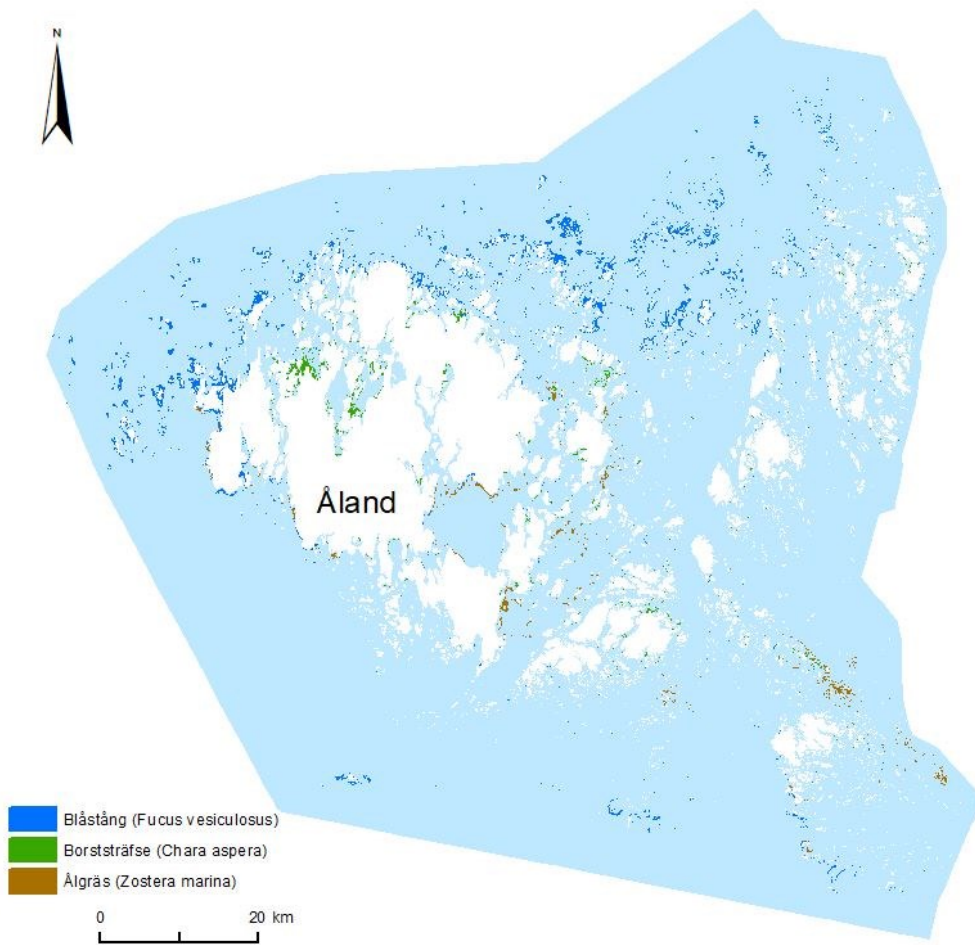 N
Åland
Blåstång (Fucus vesiculosus)
Borststräfse (Chara aspera)
Ålgräs (Zostera marina)
0 20 km